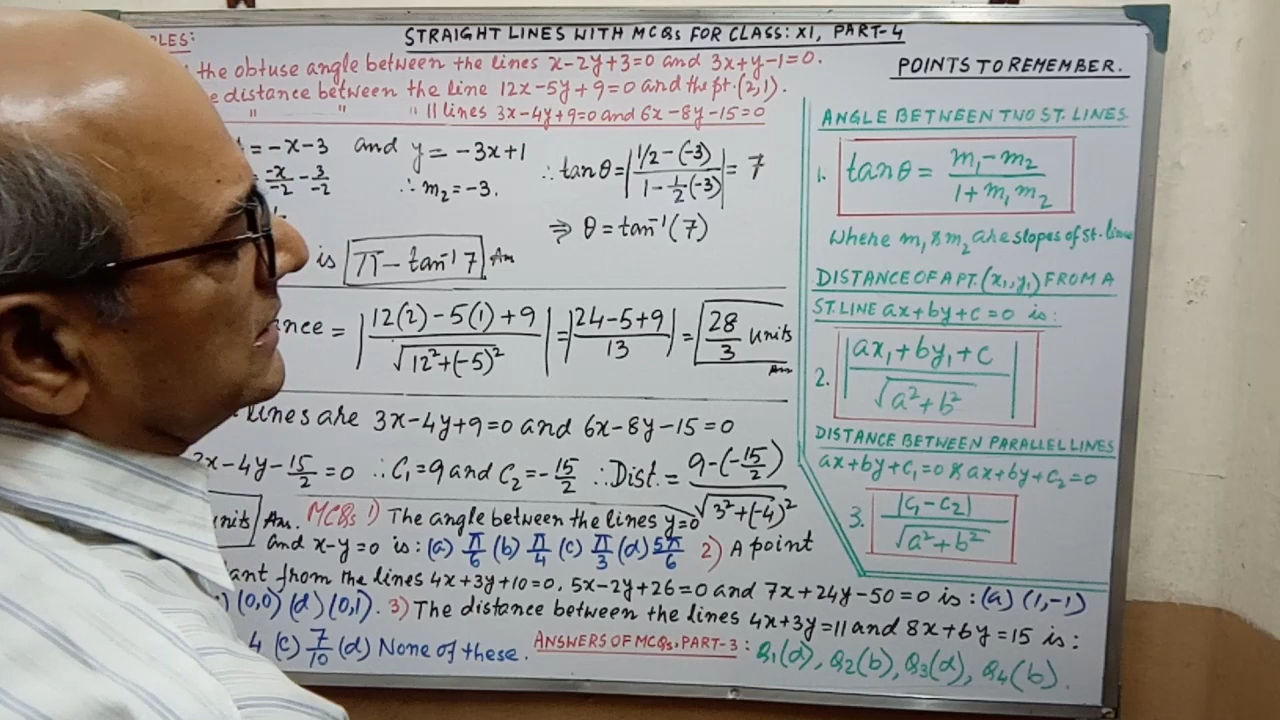 STRAIGHT LINES WITH MCQs FOR CLASS: XI, PART-4
PLES:
the obtuse angle between the lines x-2y+3=0 and 3x+y-1=0.
distance between the line 12x-5y+9=0 and the pt.(2,1).
" " " || lines 3x-4y+9=0 and 6x-8y-15=0
= -x-3 and y = -3x+1 ∴ tanθ = |(1/2-(-3))/(1-1/2(-3))| = 7
-x/-2 - 3/-2 ∴ m₂ = -3.
⇒ θ = tan⁻¹(7)
is π - tan⁻¹7 Ans
nce = |(12(2)-5(1)+9)/√(12²+(-5)²)| = |(24-5+9)/13| = 28/3 units
Ans
lines are 3x-4y+9=0 and 6x-8y-15=0
3x-4y-15/2=0 ∴ C₁=9 and C₂=-15/2 ∴ Dist = (9-(-15/2))/√(3²+(-4)²)
units Ans. MCQs 1) The angle between the lines y=0
and x-y=0 is: (a) π/6 (b) π/4 (c) π/3 (d) 5π/6 2) A point
ant from the lines 4x+3y+10=0, 5x-2y+26=0 and 7x+24y-50=0 is: (a) (1,-1)
) (0,0) (d) (0,1). 3) The distance between the lines 4x+3y=11 and 8x+6y=15 is:
4 (c) 7/10 (d) None of these. ANSWERS OF MCQs, PART-3: Q₁(d), Q₂(b), Q₃(d), Q₄(b).
POINTS TO REMEMBER.
ANGLE BETWEEN TWO ST. LINES
1. tanθ = (m₁-m₂)/(1+m₁m₂)
Where m₁ & m₂ are slopes of st. lines
DISTANCE OF A PT. (x₁,y₁) FROM A
ST. LINE ax+by+c=0 is:
2. |(ax₁+by₁+c)/√(a²+b²)|
DISTANCE BETWEEN PARALLEL LINES
ax+by+c₁=0 & ax+by+c₂=0
3. |c₁-c₂|/√(a²+b²)